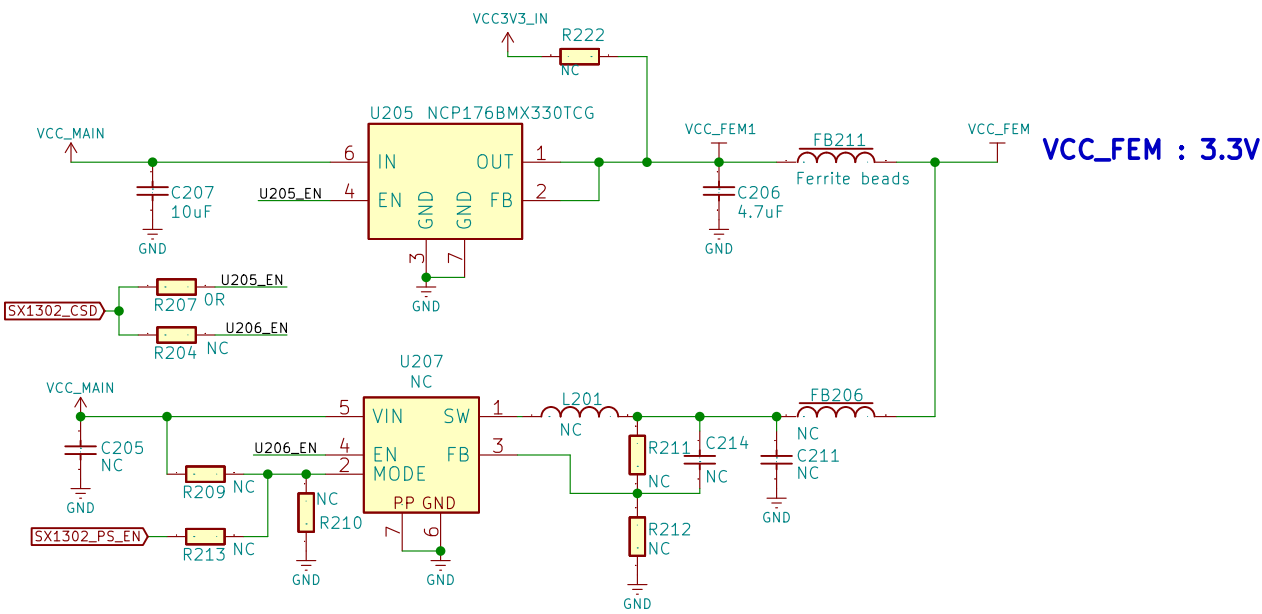 VCC3V3_IN
R222
NC
U205 NCP176BMX330TCG
VCC_MAIN
VCC_FEM1
FB211
VCC_FEM
VCC_FEM : 3.3V
6 IN OUT 1
Ferrite beads
C207
10uF
U205_EN
4 EN FB 2
GND GND
C206
4.7uF
GND
GND
3 7
GND
U205_EN
R207 0R
SX1302_CSD
U206_EN
R204 NC
U207
NC
VCC_MAIN
L201
NC
FB206
NC
5 VIN SW 1
C205
NC
U206_EN
4 EN FB 3
2 MODE
R211
NC
C214
NC
C211
NC
R209 NC
GND
NC
R210
PP GND
7 6
GND
SX1302_PS_EN
R213 NC
R212
NC
GND
GND
GND